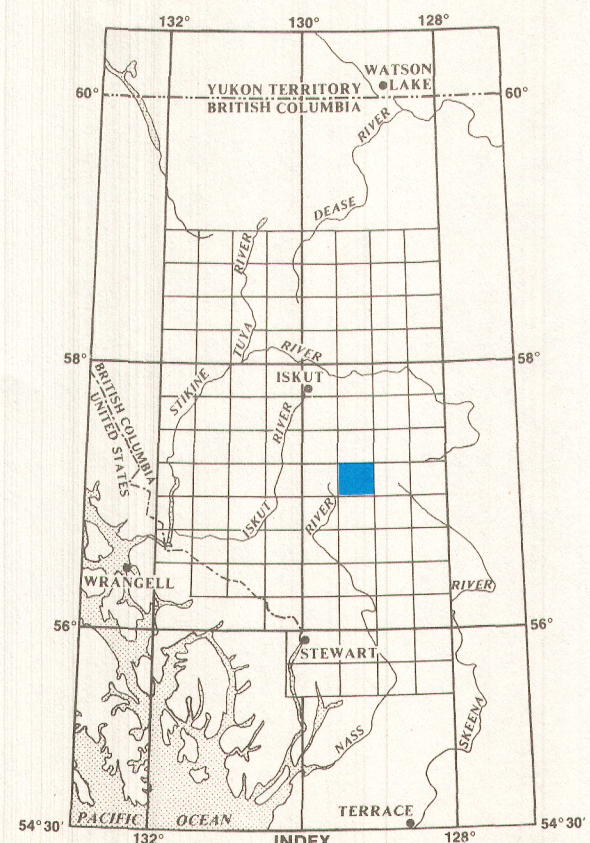 132° 130° 128°
WATSON
LAKE
60° YUKON TERRITORY 60°
BRITISH COLUMBIA
RIVER
DEASE
RIVER
TUYA
RIVER
58° 58°
ISKUT
STIKINE
BRITISH COLUMBIA
UNITED STATES
RIVER
ISKUT
RIVER
WRANGELL
RIVER
56° 56°
STEWART
SKEENA
NASS
TERRACE
PACIFIC OCEAN
54° 30' 54° 30'
132° INDEX 128°